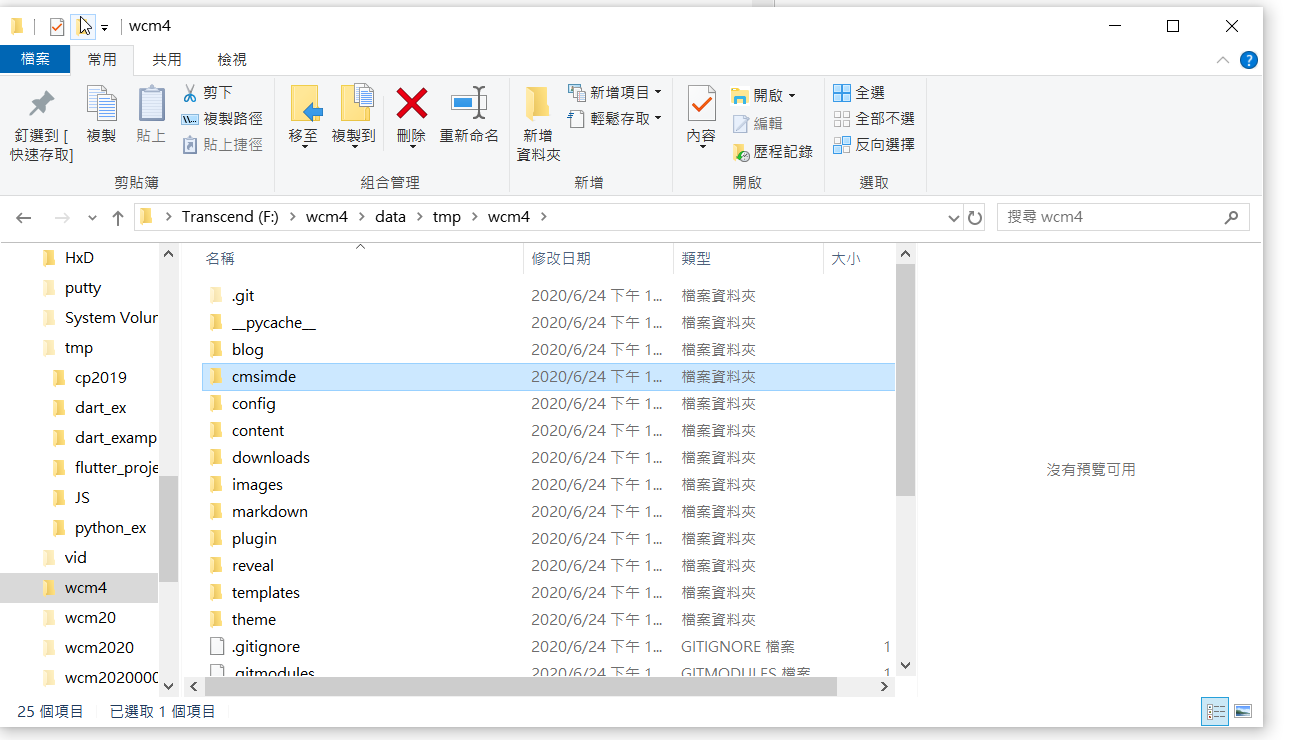 wcm4
檔案 常用 共用 檢視
釘選到 [快速存取]
複製
貼上
剪下
複製路徑
貼上捷徑
剪貼簿
移至
複製到
刪除
重新命名
組合管理
新增資料夾
新增項目
輕鬆存取
新增
內容
開啟
編輯
歷程記錄
開啟
全選
全部不選
反向選擇
選取
Transcend (F:) wcm4 data tmp wcm4
搜尋 wcm4
HxD
putty
System Volur
tmp
cp2019
dart_ex
dart_examp
flutter_proje
JS
python_ex
vid
wcm4
wcm20
wcm2020
wcm2020000
名稱 修改日期 類型 大小
.git 2020/6/24 下午 1... 檔案資料夾
__pycache__ 2020/6/24 下午 1... 檔案資料夾
blog 2020/6/24 下午 1... 檔案資料夾
cmsimde 2020/6/24 下午 1... 檔案資料夾
config 2020/6/24 下午 1... 檔案資料夾
content 2020/6/24 下午 1... 檔案資料夾
downloads 2020/6/24 下午 1... 檔案資料夾
images 2020/6/24 下午 1... 檔案資料夾
markdown 2020/6/24 下午 1... 檔案資料夾
plugin 2020/6/24 下午 1... 檔案資料夾
reveal 2020/6/24 下午 1... 檔案資料夾
templates 2020/6/24 下午 1... 檔案資料夾
theme 2020/6/24 下午 1... 檔案資料夾
.gitignore 2020/6/24 下午 1... GITIGNORE 檔案 1
.gitmodules 2020/6/24 下午 1... GITMODULES 檔案 1
沒有預覽可用
25 個項目 已選取 1 個項目